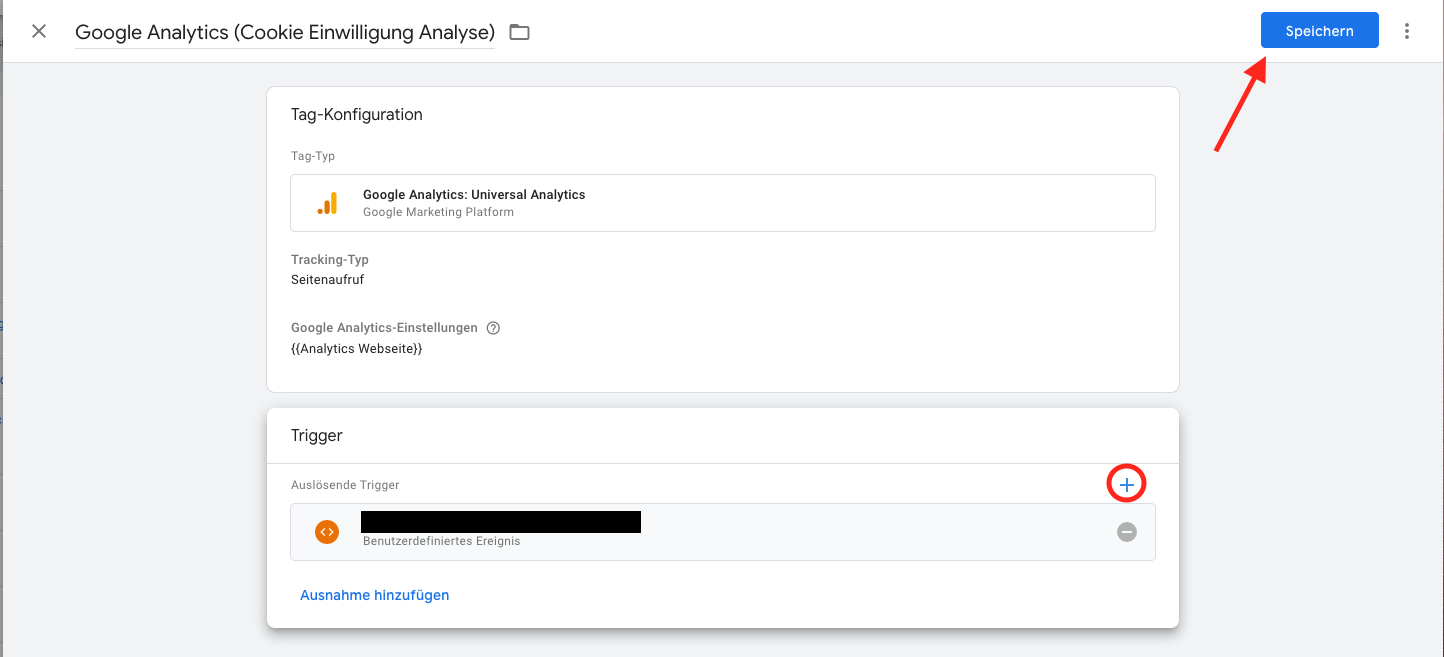 Google Analytics (Cookie Einwilligung Analyse)
Speichern
Tag-Konfiguration
Tag-Typ
Google Analytics: Universal Analytics
Google Marketing Platform
Tracking-Typ
Seitenaufruf
Google Analytics-Einstellungen
{{Analytics Webseite}}
Trigger
Auslösende Trigger
Benutzerdefiniertes Ereignis
Ausnahme hinzufügen